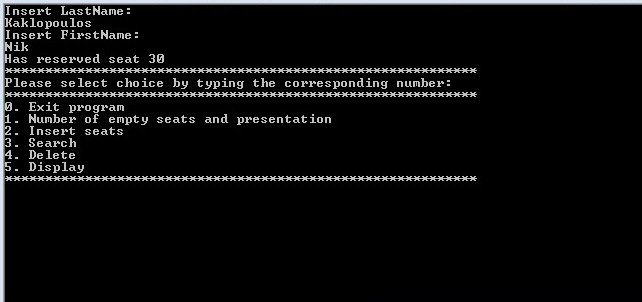 Insert LastName:
Kaklopoulos
Insert FirstName:
Nik
Has reserved seat 30
***********************************************************
Please select choice by typing the corresponding number:
***********************************************************
0. Exit program
1. Number of empty seats and presentation
2. Insert seats
3. Search
4. Delete
5. Display
***********************************************************